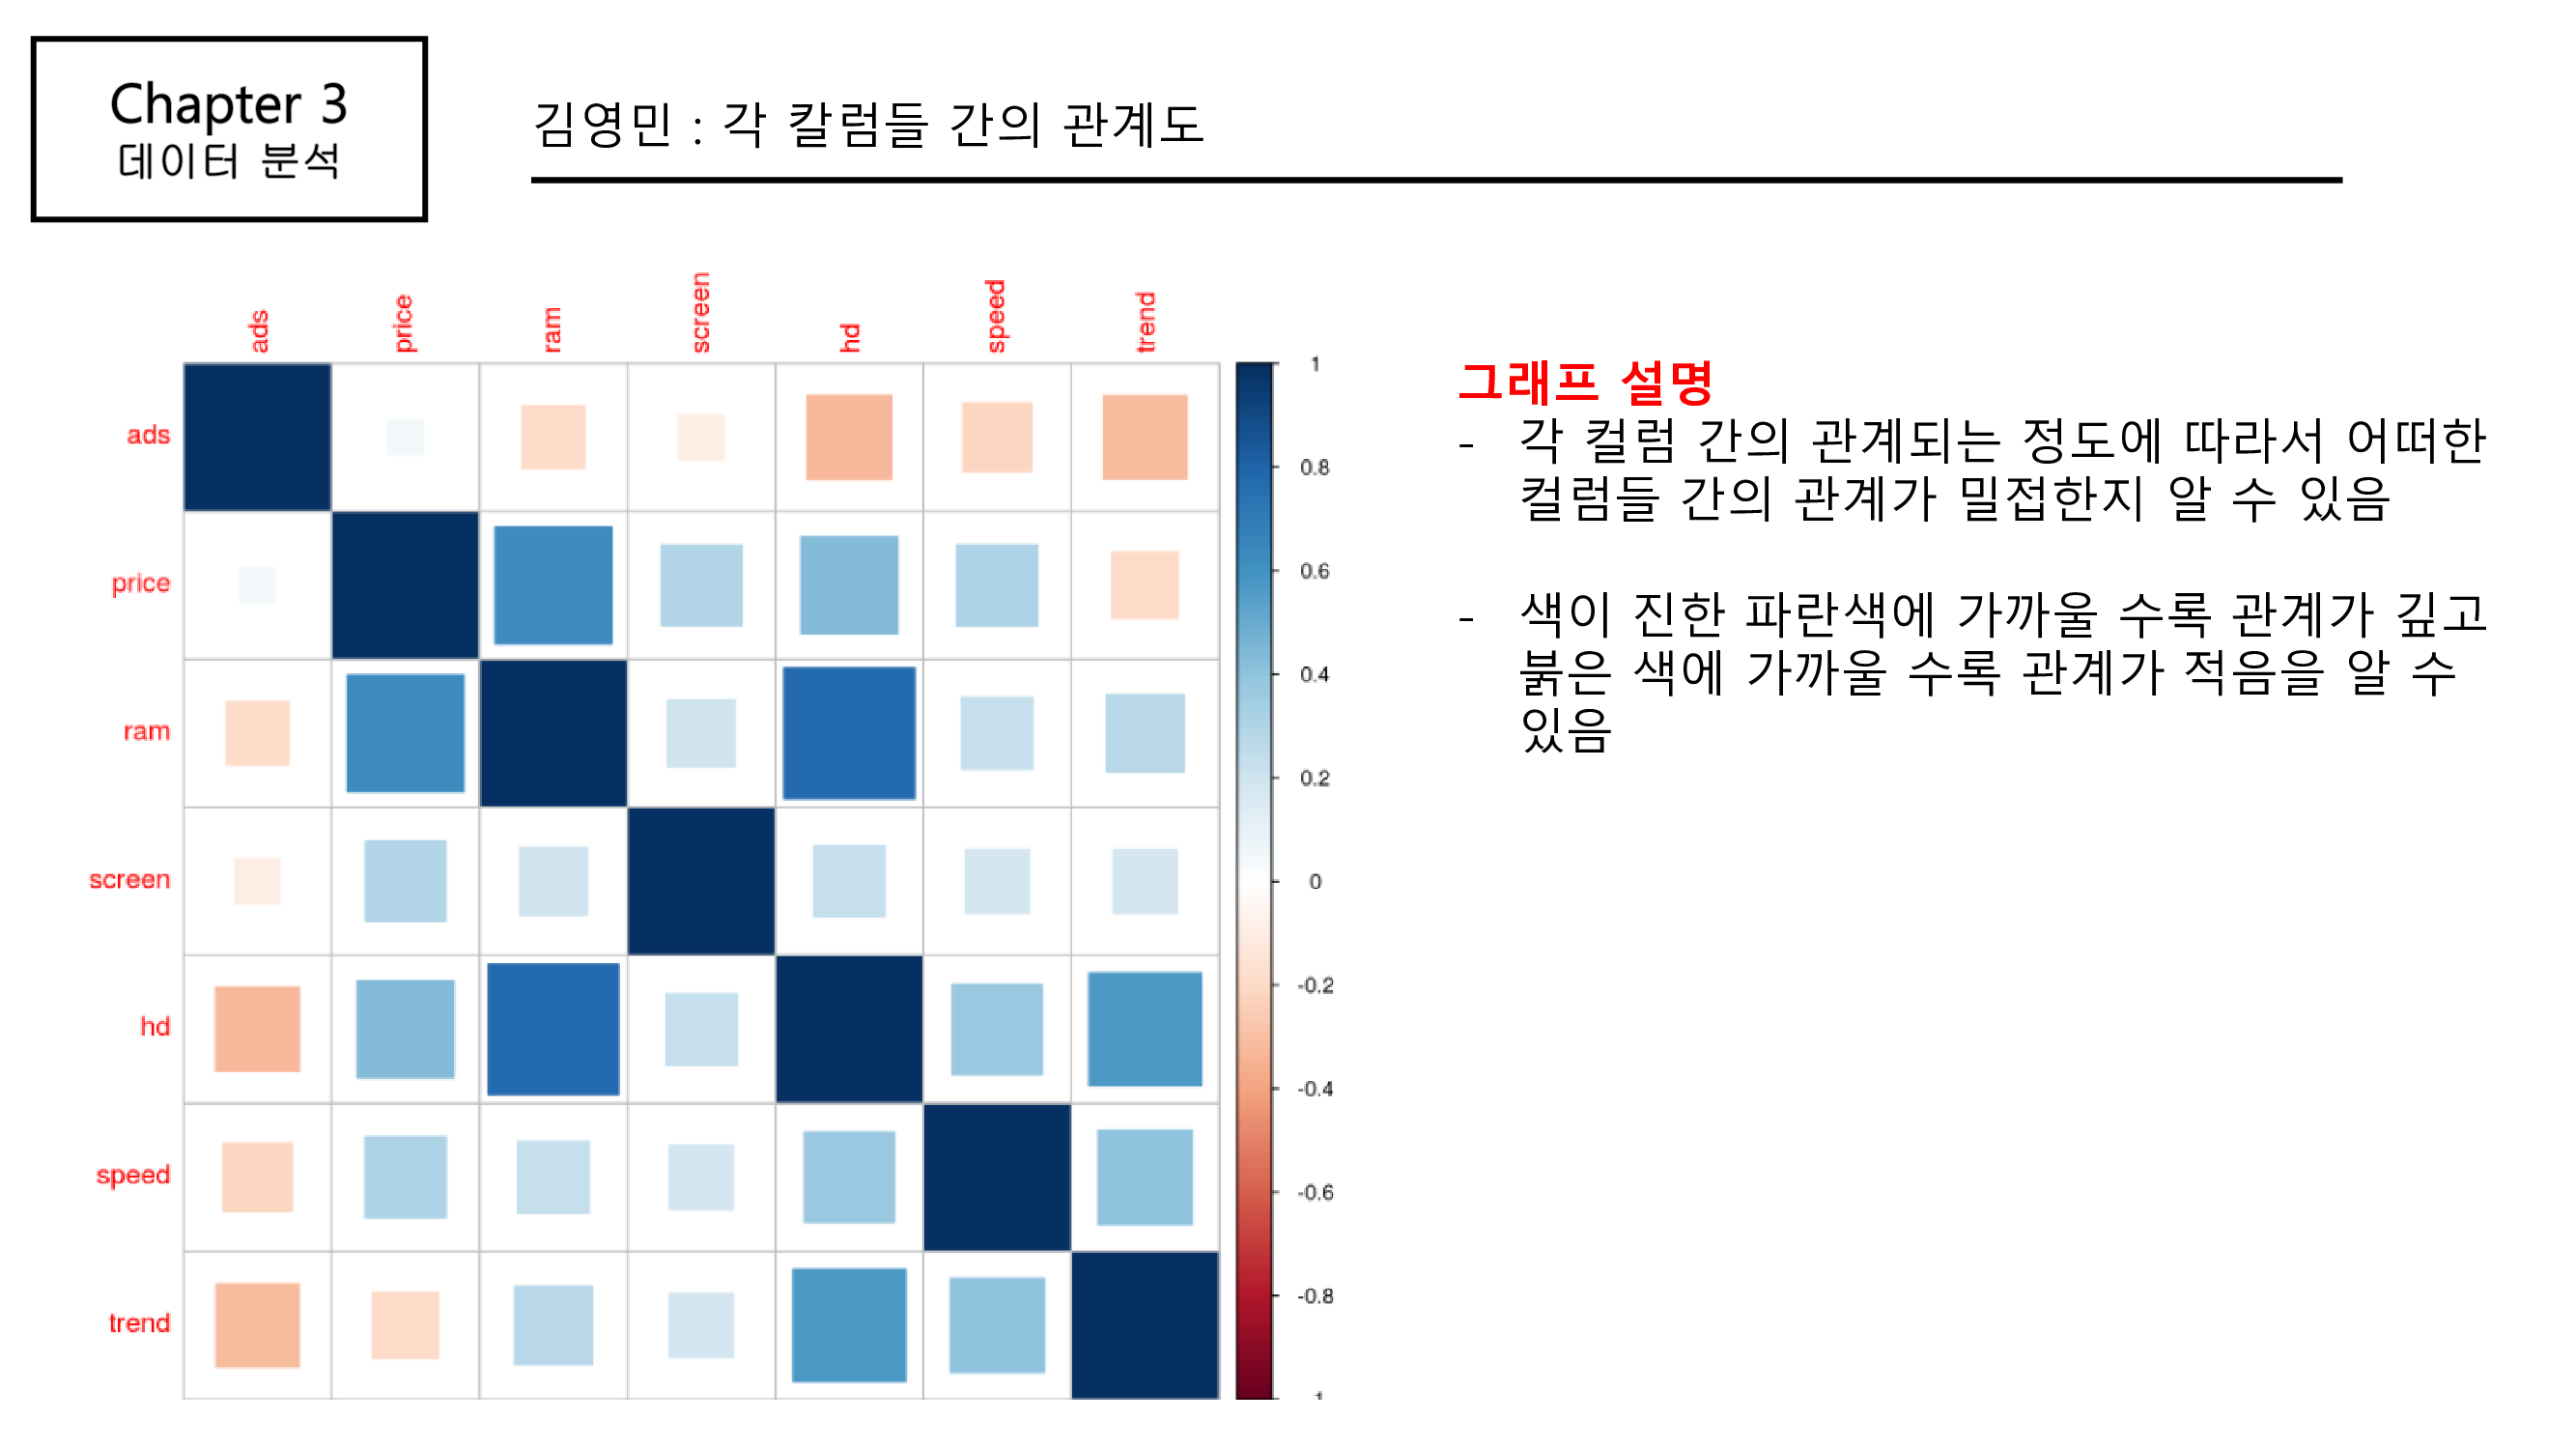 Chapter 3
데이터 분석
김영민 : 각 칼럼들 간의 관계도
ads
price
ram
screen
hd
speed
trend
ads
price
ram
screen
hd
speed
trend
1
0.8
0.6
0.4
0.2
0
-0.2
-0.4
-0.6
-0.8
그래프 설명
- 각 컬럼 간의 관계되는 정도에 따라서 어떠한
컬럼들 간의 관계가 밀접한지 알 수 있음
- 색이 진한 파란색에 가까울 수록 관계가 깊고
붉은 색에 가까울 수록 관계가 적음을 알 수
있음